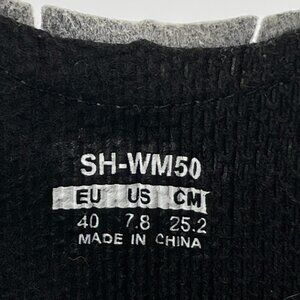 SH-WM50
EU US CM
40 7.8 25.2
MADE IN CHINA